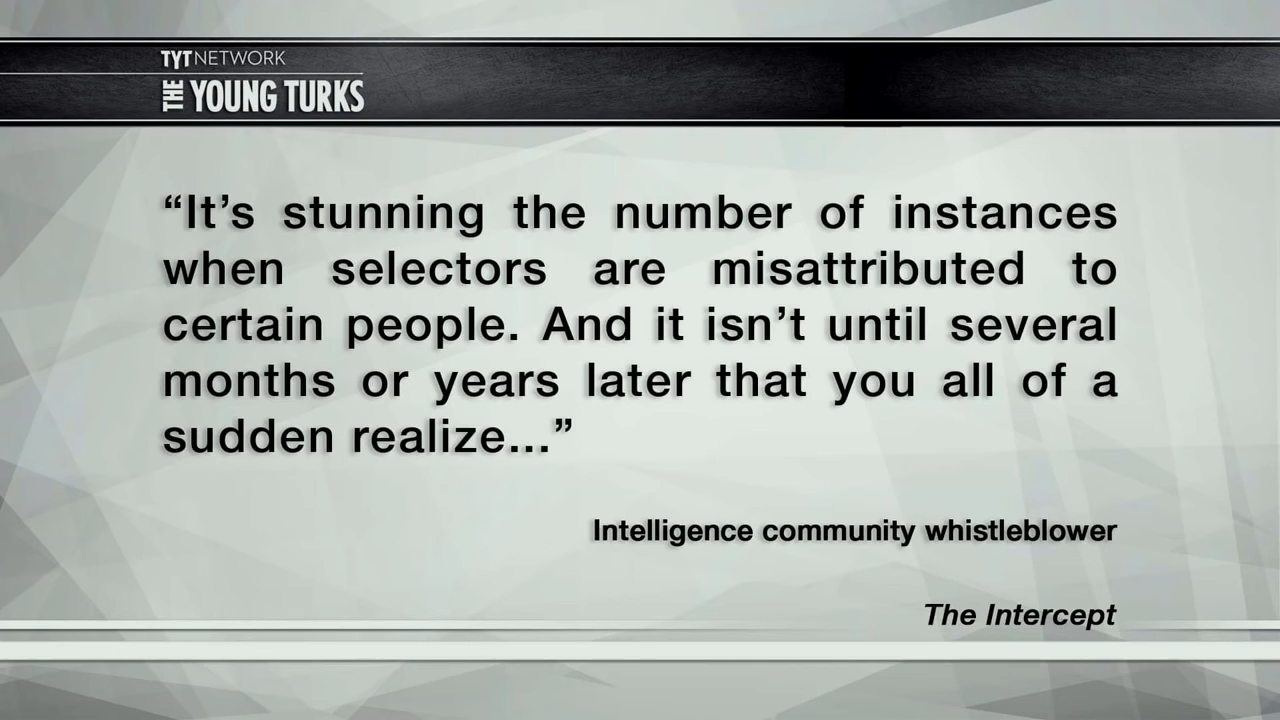 TYT NETWORK
THE YOUNG TURKS
“It’s stunning the number of instances
when selectors are misattributed to
certain people. And it isn’t until several
months or years later that you all of a
sudden realize...”
Intelligence community whistleblower
The Intercept